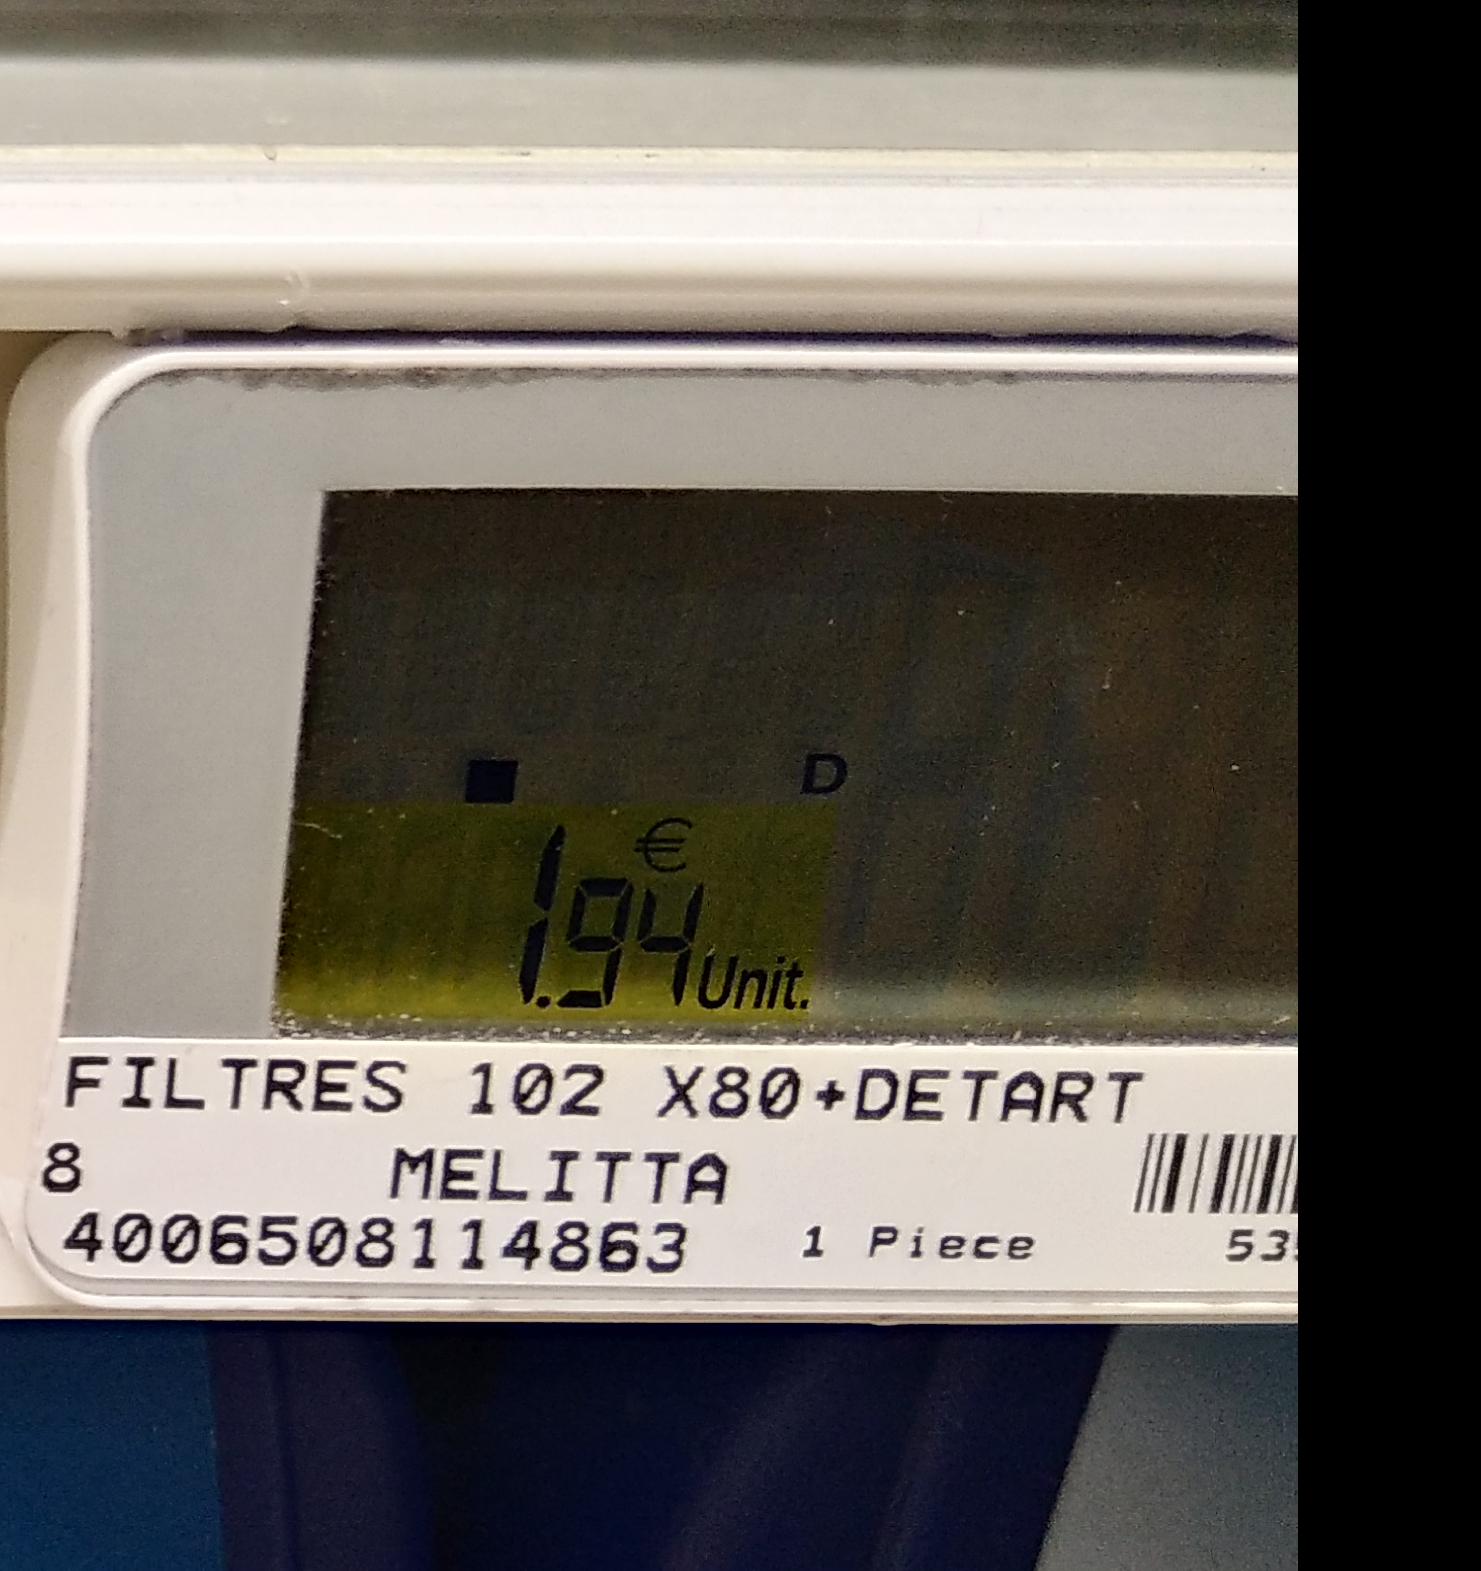 ■ D
€
1.94 Unit.
FILTRES 102 X80+DETART
8 MELITTA
4006508114863 1 Piece